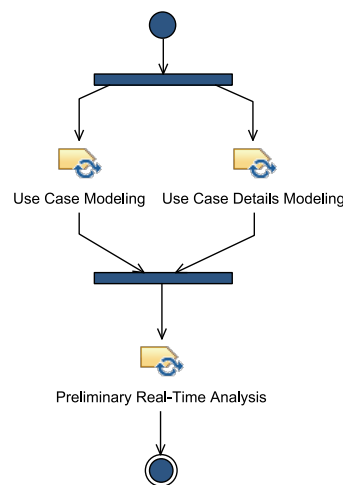 Use Case Modeling
Use Case Details Modeling
Preliminary Real-Time Analysis